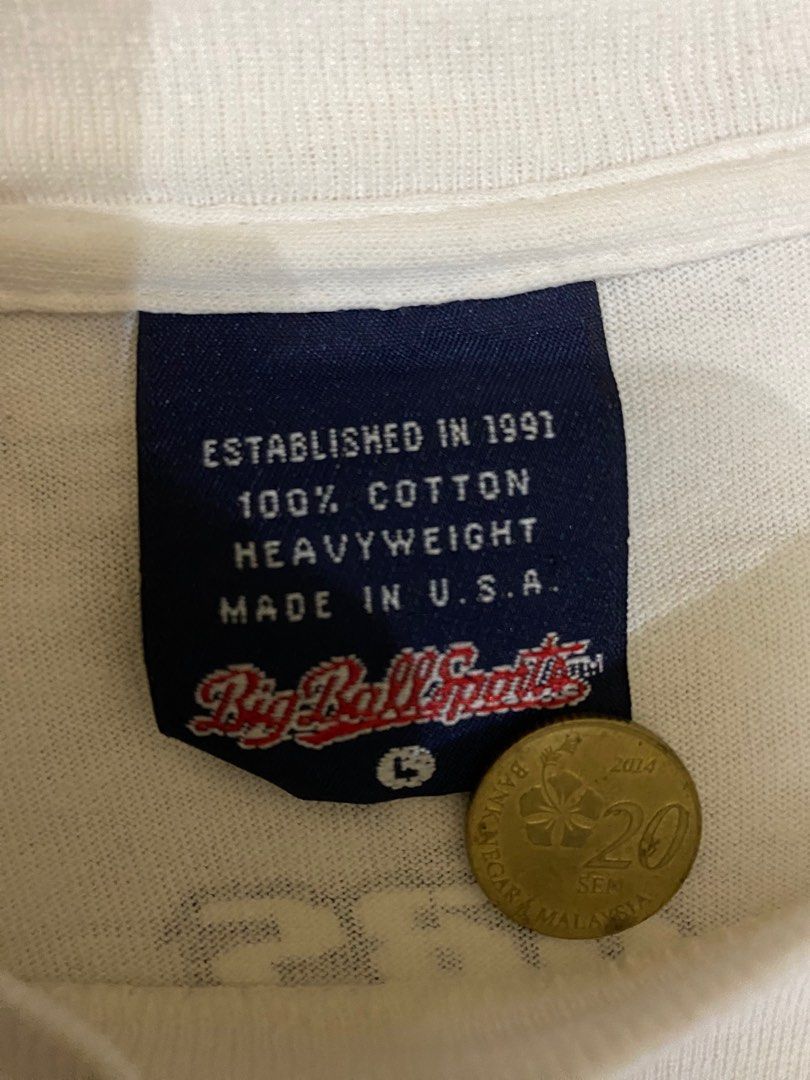 ESTABLISHED IN 1991
100% COTTON
HEAVYWEIGHT
MADE IN U.S.A.
Big Ball Sports™
L
2014
20
SEN
BANK NEGARA MALAYSIA